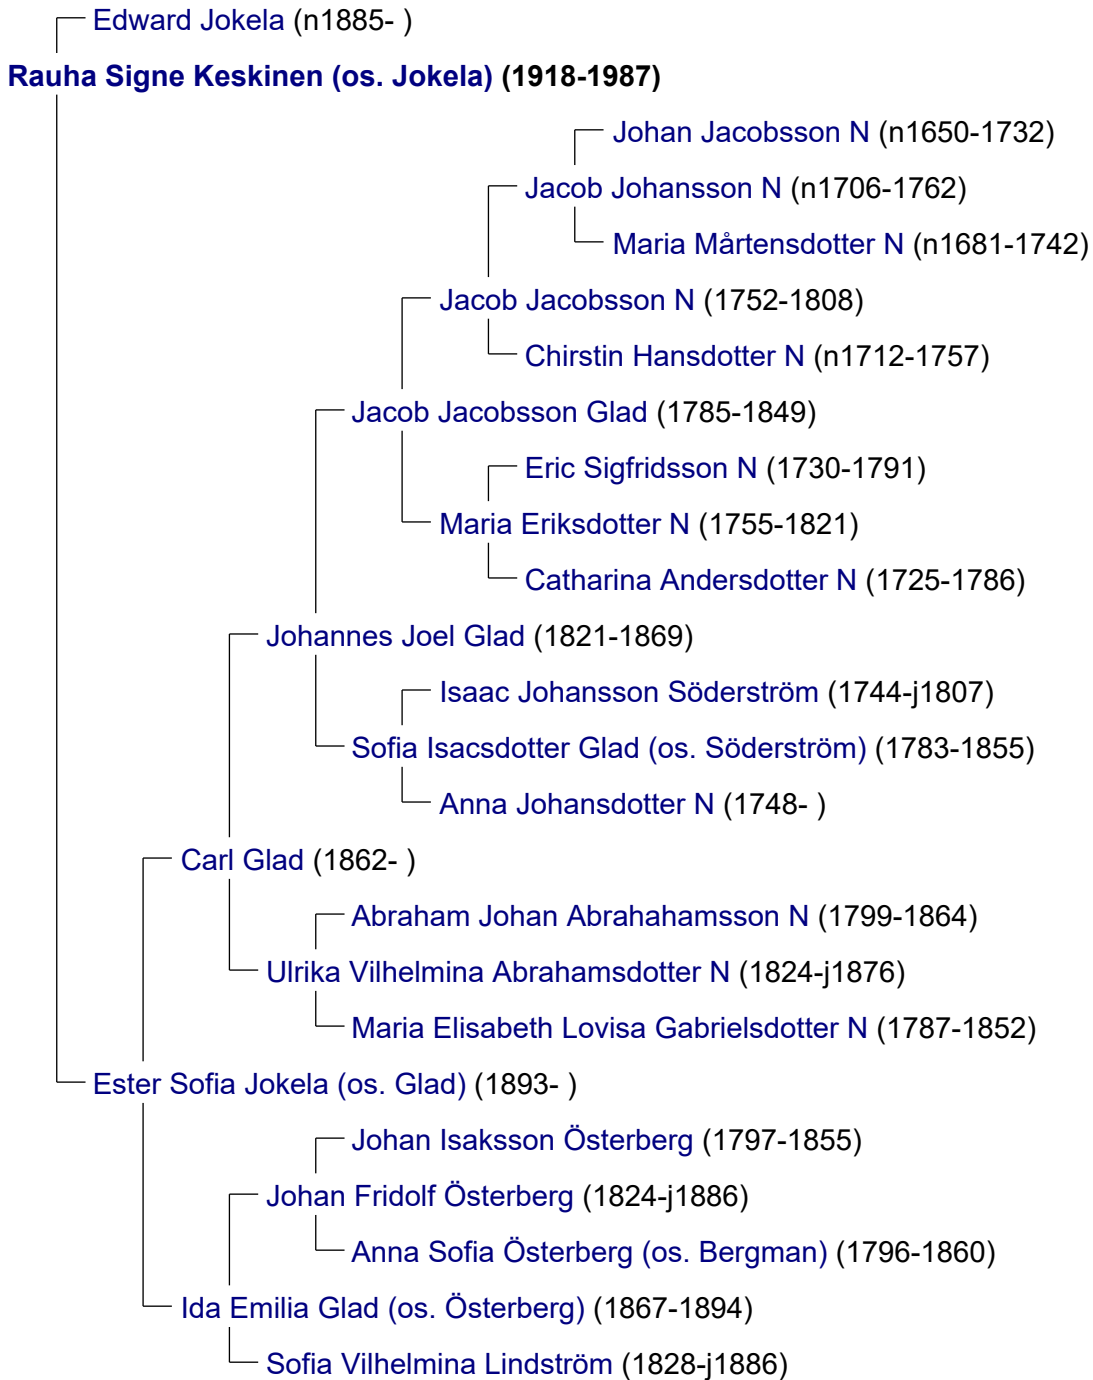 Edward Jokela (n1885- )
Rauha Signe Keskinen (os. Jokela) (1918-1987)
Johan Jacobsson N (n1650-1732)
Jacob Johansson N (n1706-1762)
Maria Mårtensdotter N (n1681-1742)
Jacob Jacobsson N (1752-1808)
Chirstin Hansdotter N (n1712-1757)
Jacob Jacobsson Glad (1785-1849)
Eric Sigfridsson N (1730-1791)
Maria Eriksdotter N (1755-1821)
Catharina Andersdotter N (1725-1786)
Johannes Joel Glad (1821-1869)
Isaac Johansson Söderström (1744-j1807)
Sofia Isacsdotter Glad (os. Söderström) (1783-1855)
Anna Johansdotter N (1748- )
Carl Glad (1862- )
Abraham Johan Abrahahamsson N (1799-1864)
Ulrika Vilhelmina Abrahamsdotter N (1824-j1876)
Maria Elisabeth Lovisa Gabrielsdotter N (1787-1852)
Ester Sofia Jokela (os. Glad) (1893- )
Johan Isaksson Österberg (1797-1855)
Johan Fridolf Österberg (1824-j1886)
Anna Sofia Österberg (os. Bergman) (1796-1860)
Ida Emilia Glad (os. Österberg) (1867-1894)
Sofia Vilhelmina Lindström (1828-j1886)